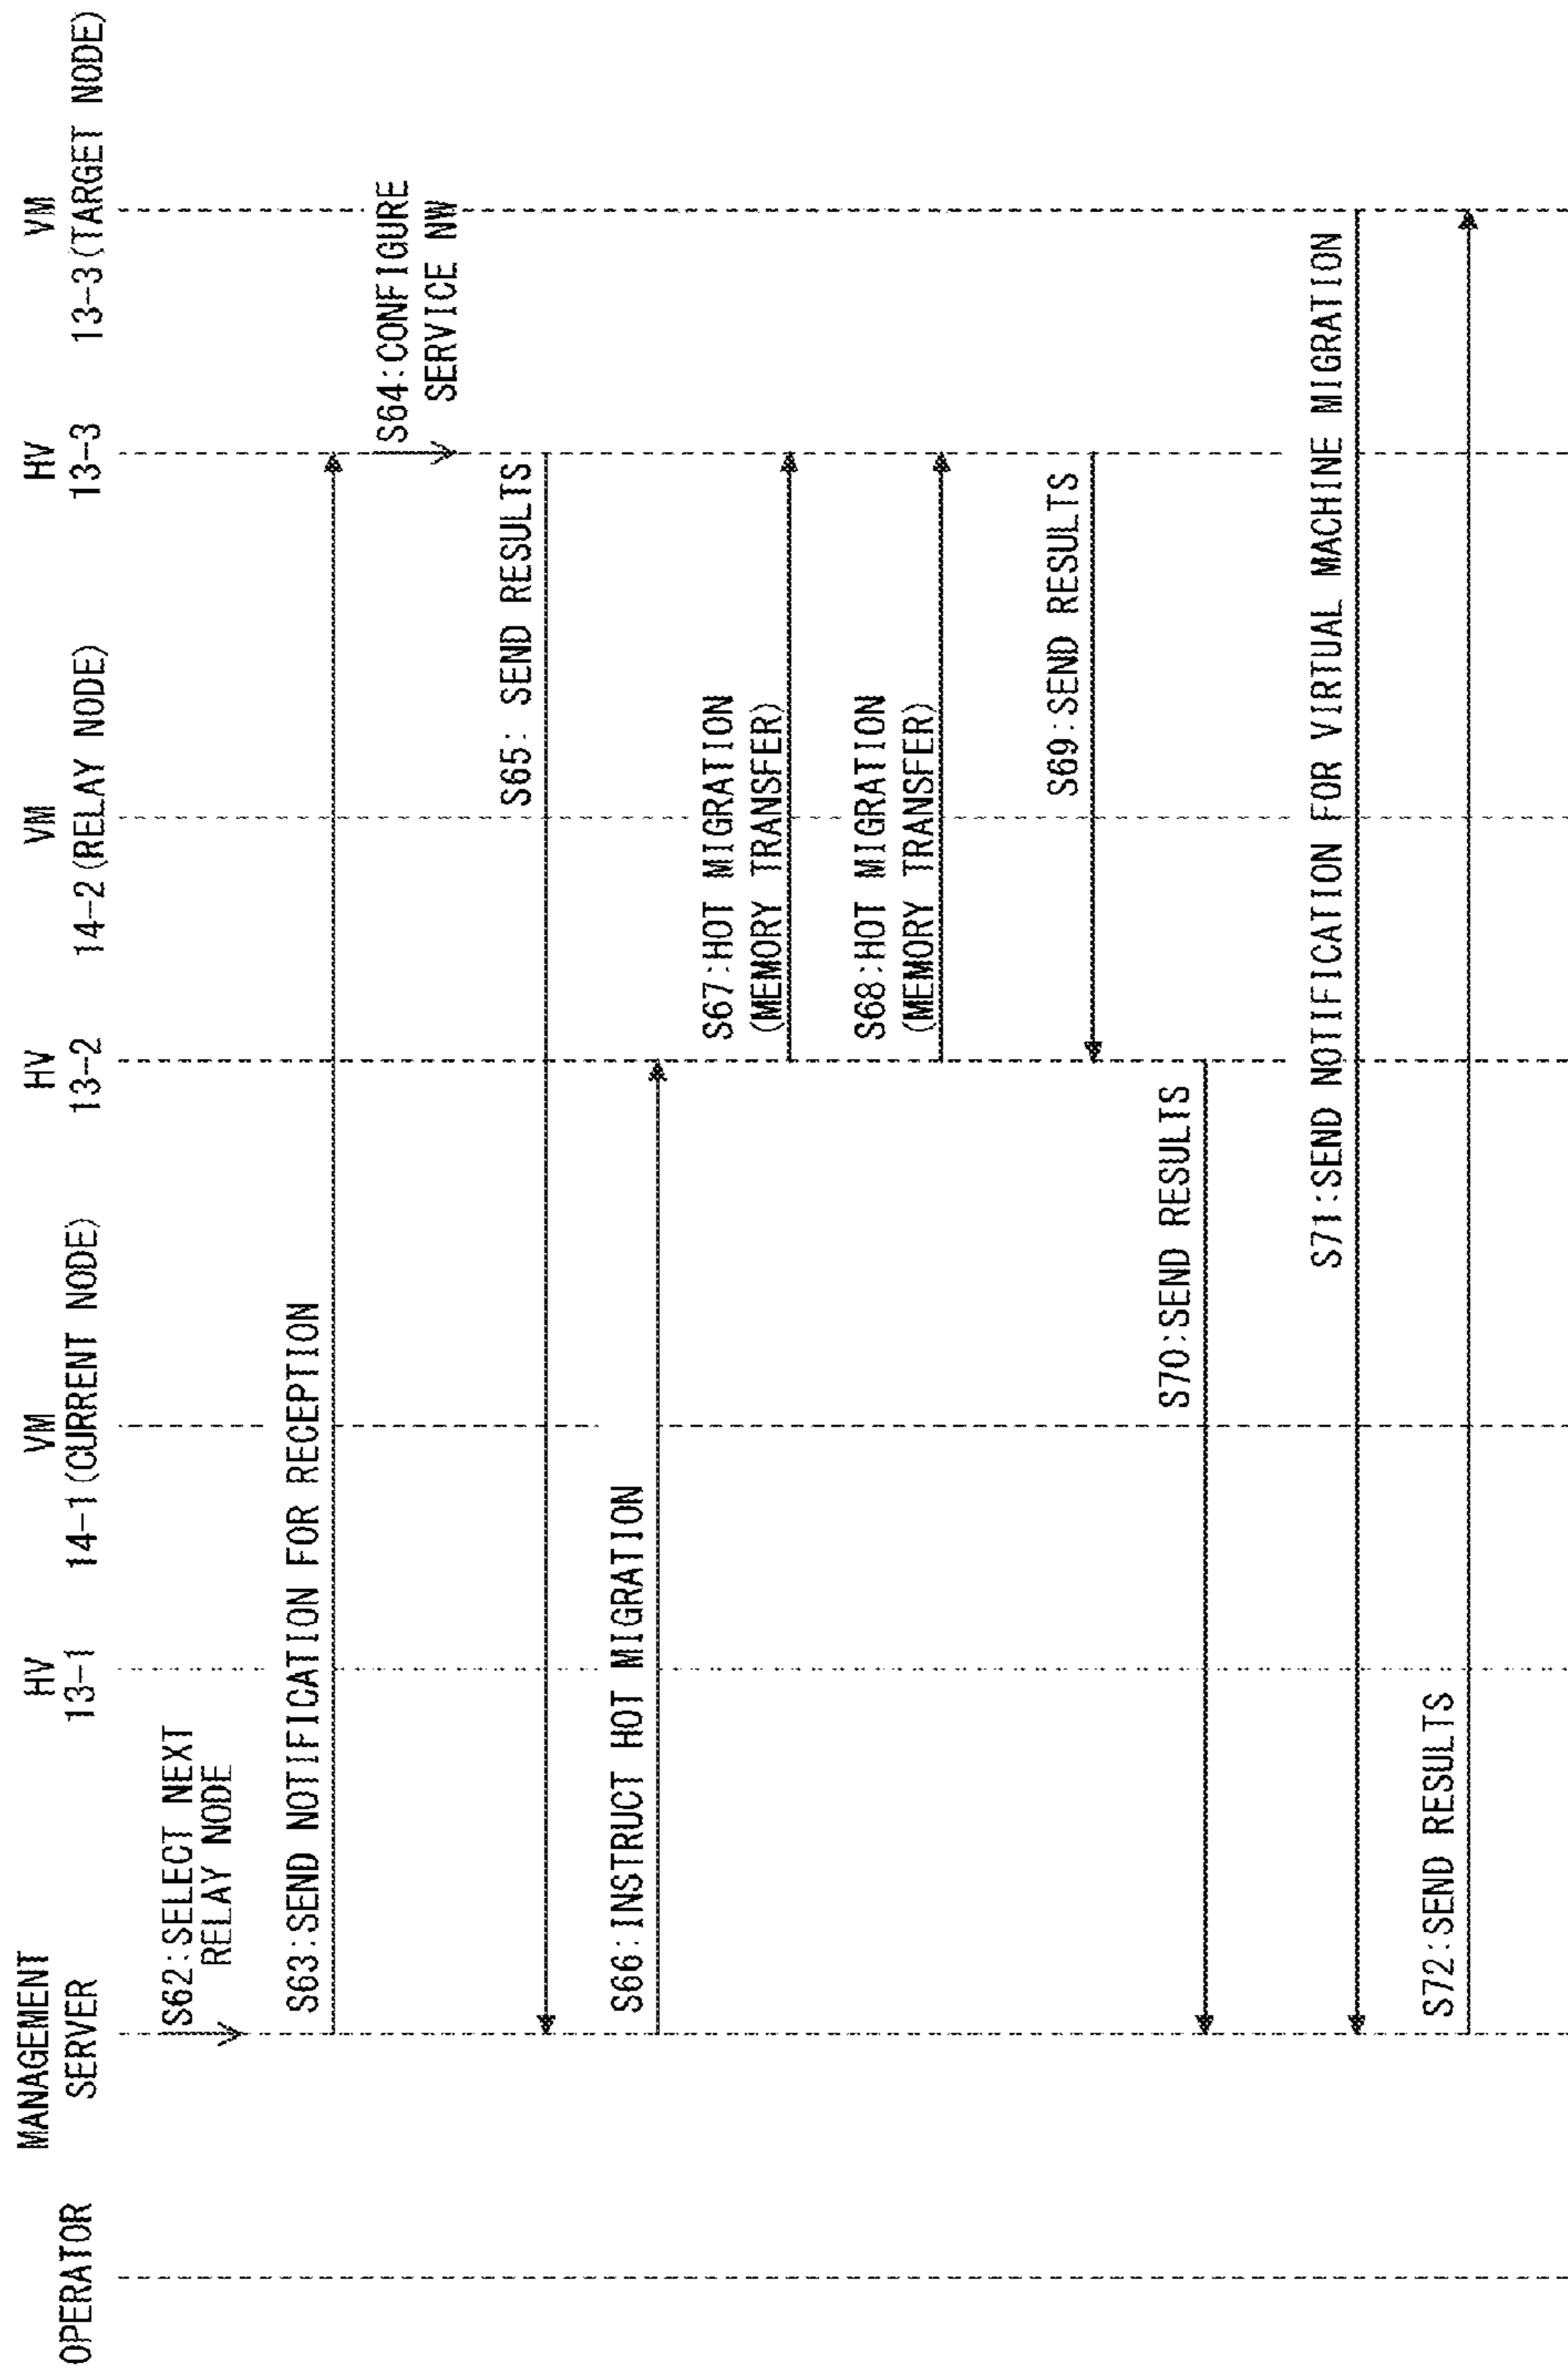 OPERATOR
MANAGEMENT
SERVER
HV
13-1
VM
14-1(CURRENT NODE)
HV
13-2
VM
14-2(RELAY NODE)
HV
13-3
VM
13-3(TARGET NODE)
S62:SELECT NEXT
RELAY NODE
S63:SEND NOTIFICATION FOR RECEPTION
S64:CONFIGURE
SERVICE NW
S65: SEND RESULTS
S66:INSTRUCT HOT MIGRATION
S67:HOT MIGRATION
(MEMORY TRANSFER)
S68:HOT MIGRATION
(MEMORY TRANSFER)
S69:SEND RESULTS
S70:SEND RESULTS
S71:SEND NOTIFICATION FOR VIRTUAL MACHINE MIGRATION
S72:SEND RESULTS